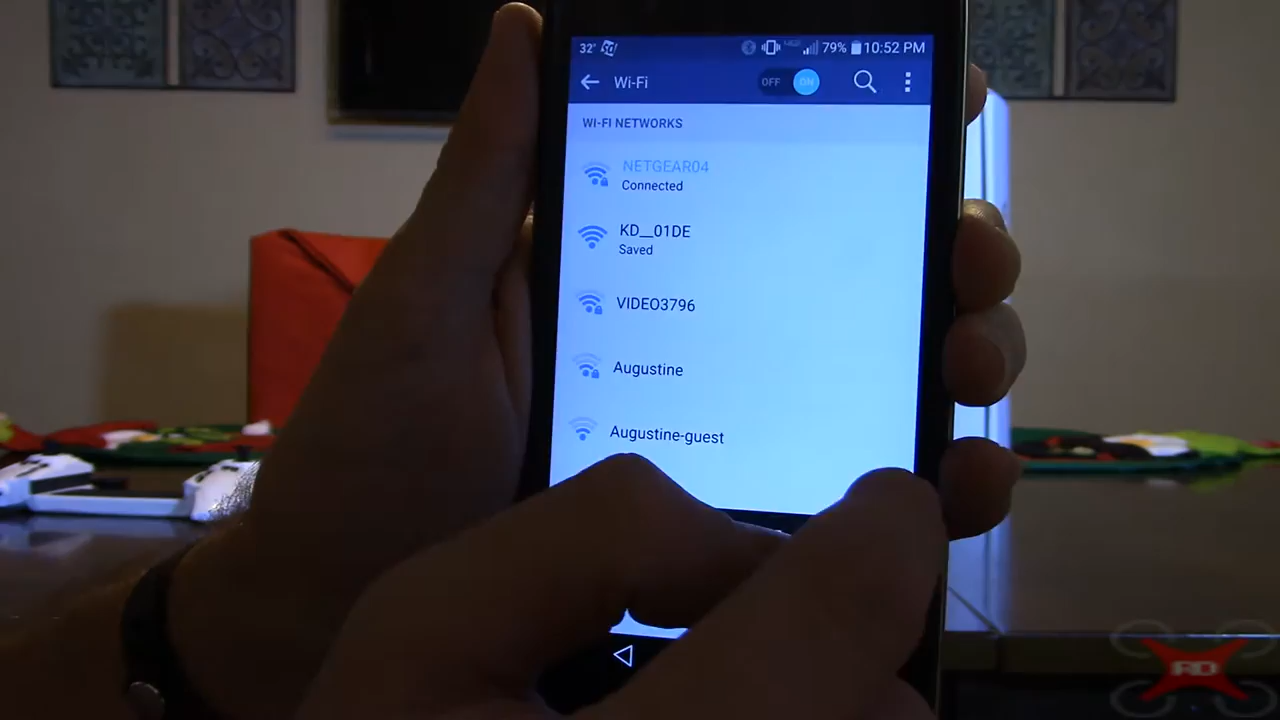 32° 79% 10:52 PM
Wi-Fi OFF ON
WI-FI NETWORKS
NETGEAR04
Connected
KD__01DE
Saved
VIDEO3796
Augustine
Augustine-guest
RD